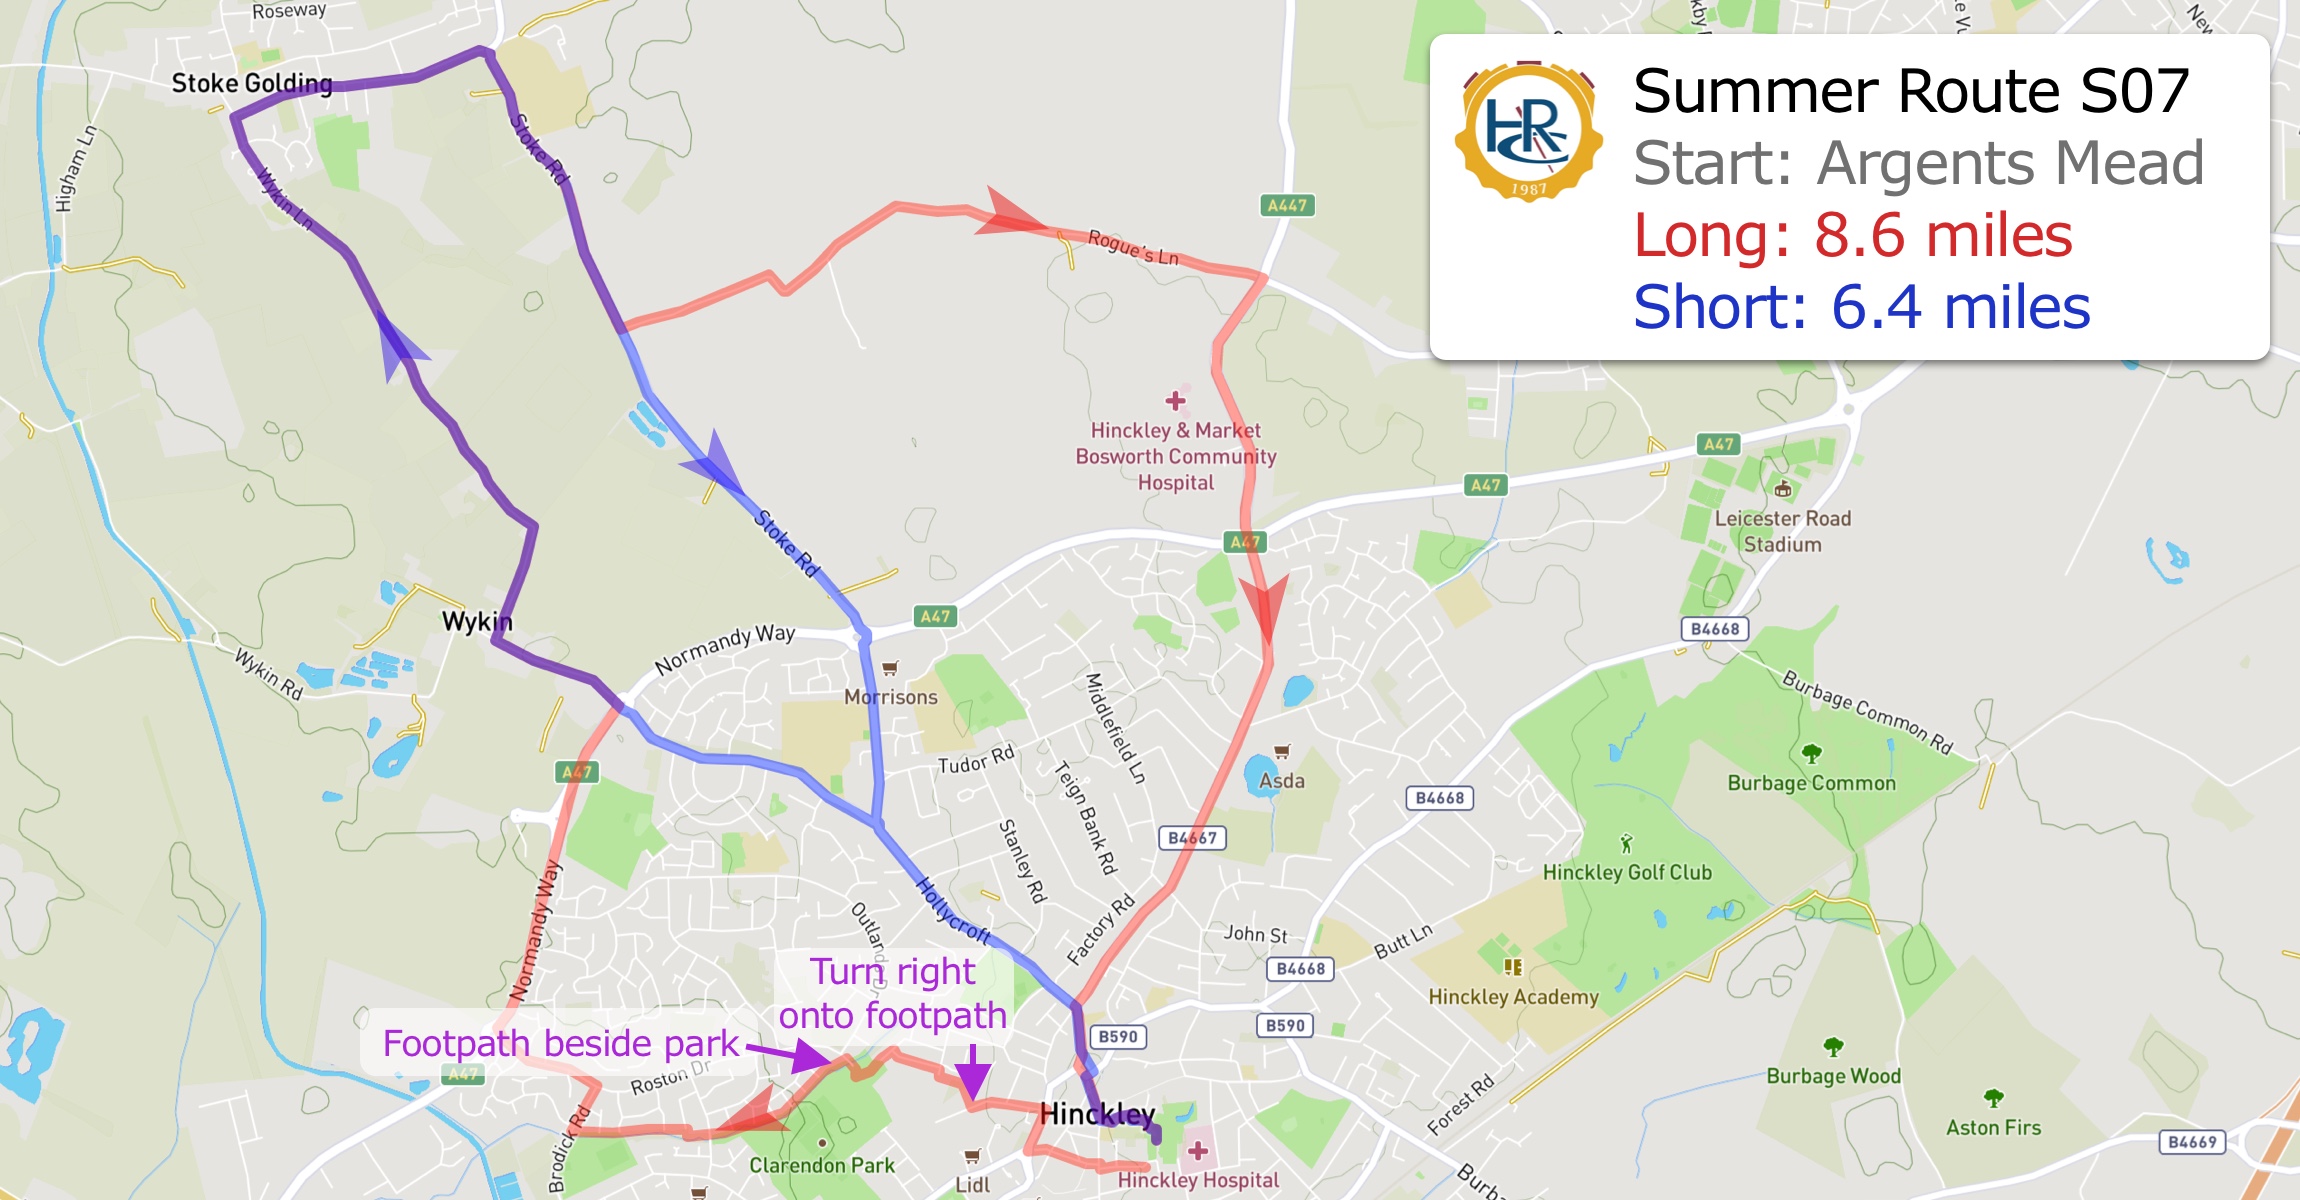 Roseway
Stoke Golding
Higham Ln
Wykin Ln
Stoke Rd
Rogue's Ln
A447
New
HR
1987
Summer Route S07
Start: Argents Mead
Long: 8.6 miles
Short: 6.4 miles
Hinckley & Market
Bosworth Community
Hospital
A47
A47
A47
A47
Stoke Rd
Leicester Road
Stadium
B4668
Wykin
Wykin Rd
Normandy Way
Morrisons
Middlefield Ln
Tudor Rd
Teign Bank Rd
Stanley Rd
Asda
B4667
B4668
Burbage Common Rd
Burbage Common
Hinckley Golf Club
A47
Normandy Way
Hollycroft
Factory Rd
John St
Butt Ln
B4668
Hinckley Academy
Turn right
onto footpath
Footpath beside park
B590
B590
A47
Roston Dr
Brodick Rd
Clarendon Park
Lidl
Hinckley
Hinckley Hospital
Forest Rd
Burbage Wood
Aston Firs
B4669